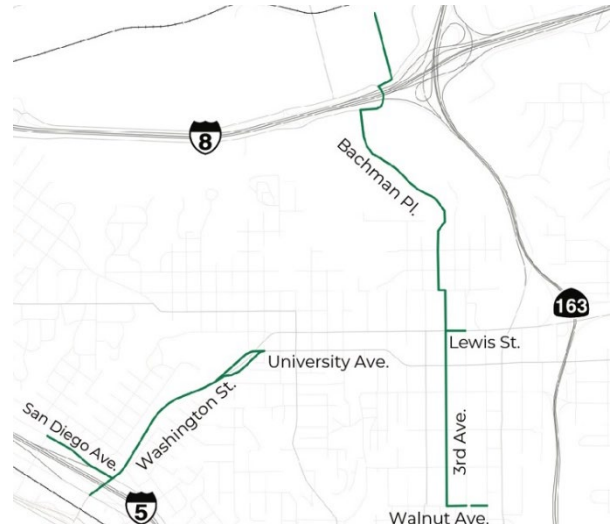 8
Bachman Pl.
163
Lewis St.
University Ave.
Washington St.
3rd Ave.
San Diego Ave.
5
Walnut Ave.